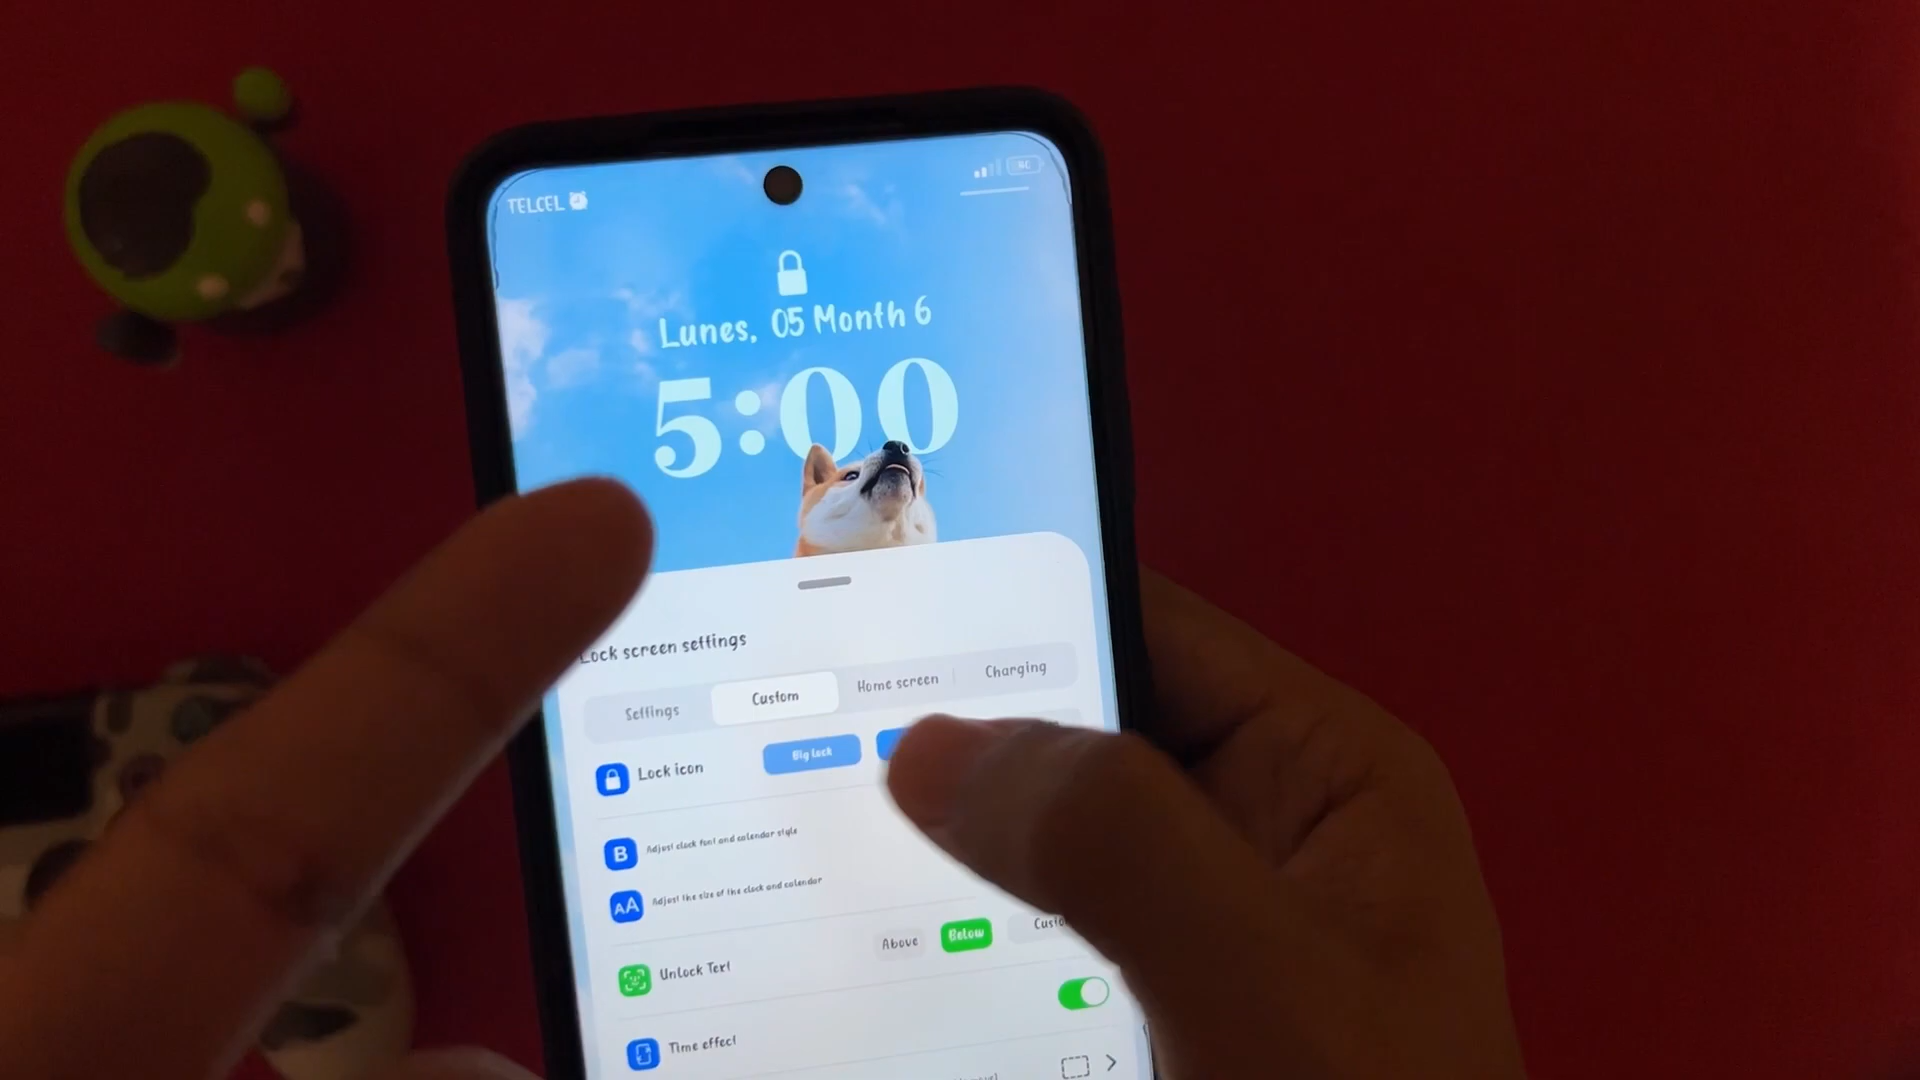 TELCEL
Lunes, 05 Month 6
5:00
Lock screen settings
Settings Custom Home screen Charging
Lock icon Big lock
B Adjust clock font and calendar style
AA Adjust the size of the clock and calendar
Unlock Text Above Below
Time effect